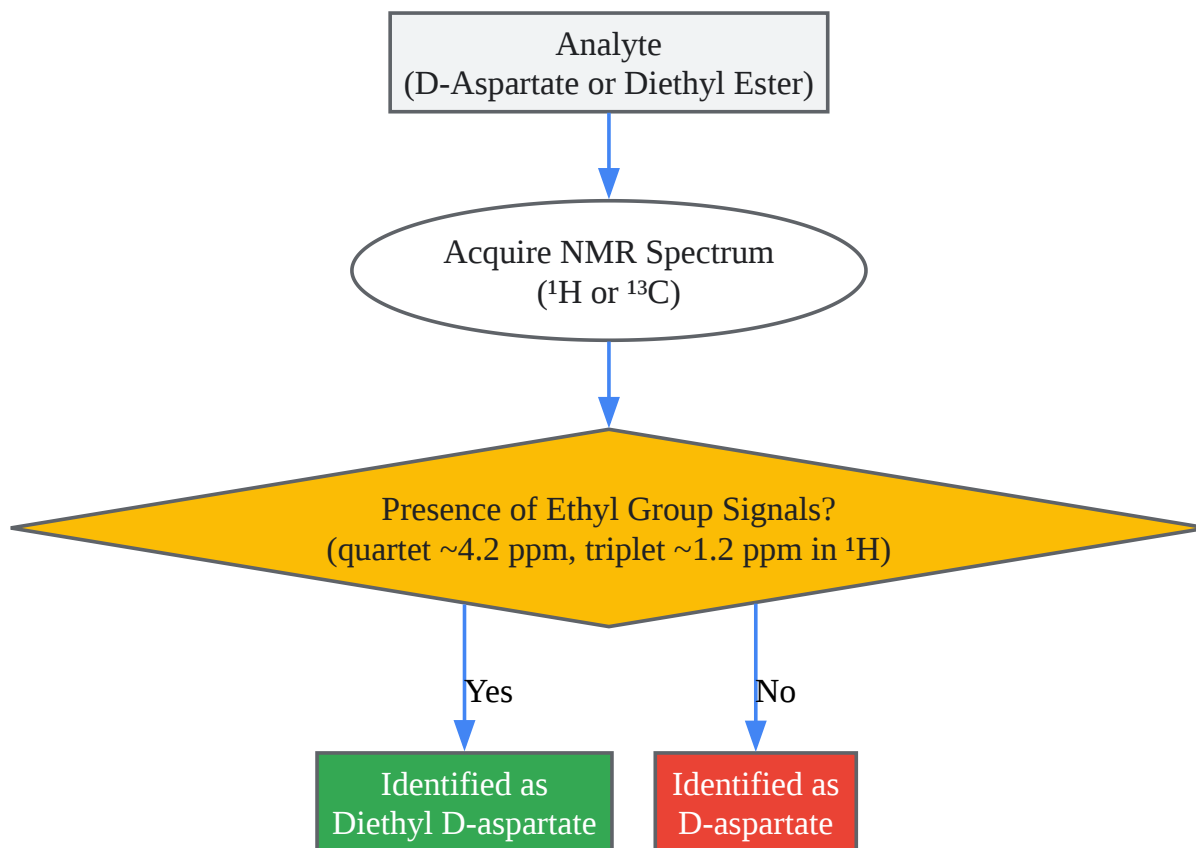 Analyte
(D-Aspartate or Diethyl Ester)
Acquire NMR Spectrum
(¹H or ¹³C)
Presence of Ethyl Group Signals?
(quartet ~4.2 ppm, triplet ~1.2 ppm in ¹H)
Yes
No
Identified as
Diethyl D-aspartate
Identified as
D-aspartate